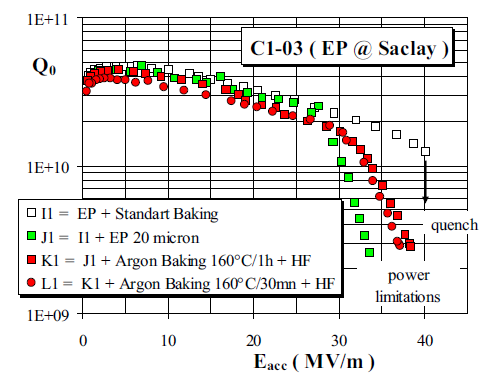 1E+11
C1-03 ( EP @ Saclay )
Q0
1E+10
I1 = EP + Standart Baking
J1 = I1 + EP 20 micron
K1 = J1 + Argon Baking 160°C/1h + HF
L1 = K1 + Argon Baking 160°C/30mn + HF
quench
power
limitations
1E+09
0 10 20 30 40
Eacc ( MV/m )